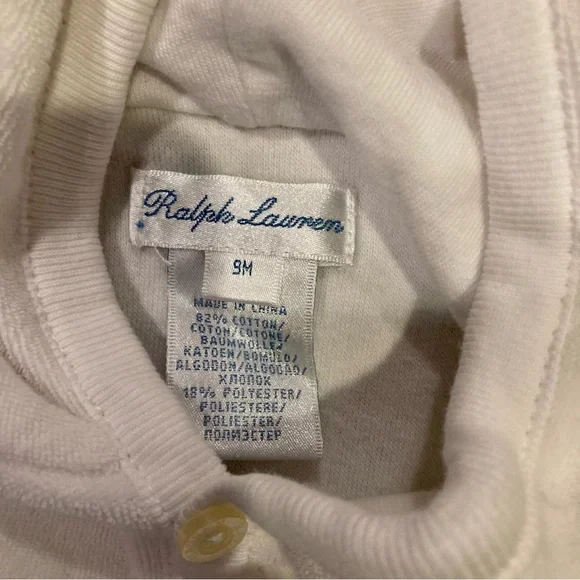 Ralph Lauren
9M
MADE IN CHINA
82% COTTON/
COTON/COTONE/
BAUMWOLLE/
KATOEN/BOMULD/
ALGODON/ALGODAO/
ХЛОПОК
18% POLYESTER/
POLIESTERE/
POLIESTER/
ПОЛИЭСТЕР